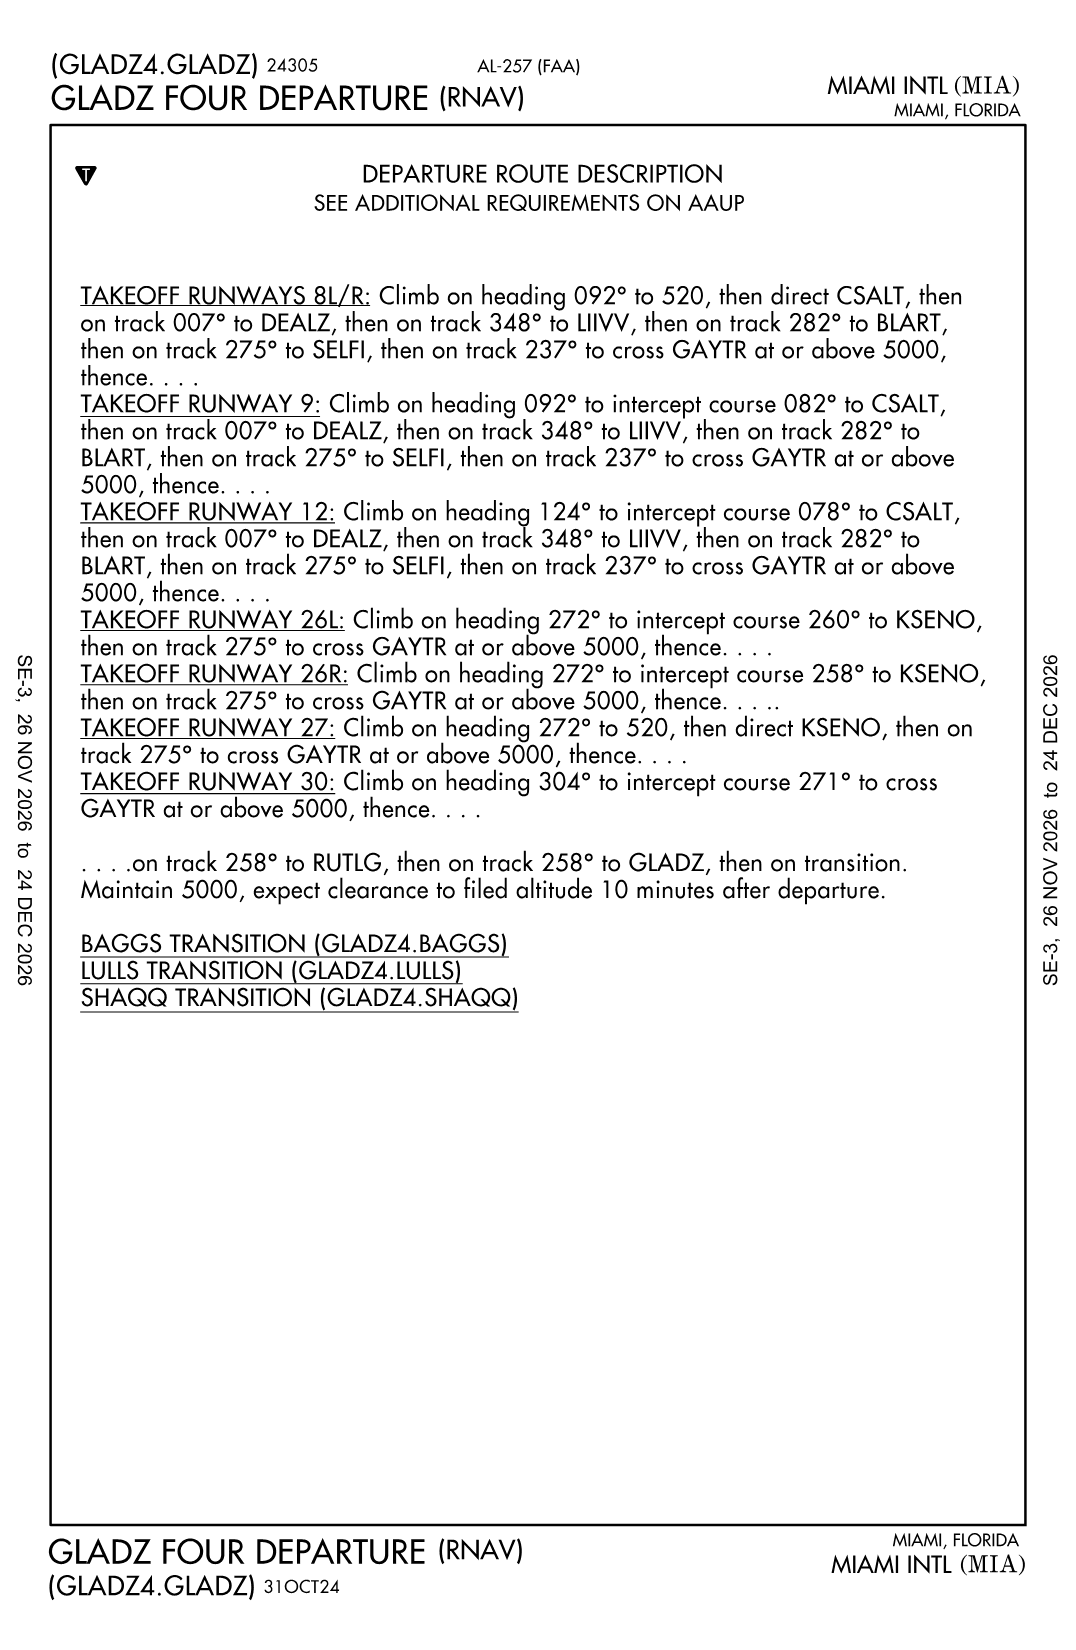 (GLADZ4.GLADZ) 24305
AL-257 (FAA)
GLADZ FOUR DEPARTURE (RNAV)
MIAMI INTL (MIA)
MIAMI, FLORIDA
T
DEPARTURE ROUTE DESCRIPTION
SEE ADDITIONAL REQUIREMENTS ON AAUP
TAKEOFF RUNWAYS 8L/R: Climb on heading 092° to 520, then direct CSALT, then
on track 007° to DEALZ, then on track 348° to LIIVV, then on track 282° to BLART,
then on track 275° to SELFI, then on track 237° to cross GAYTR at or above 5000,
thence. . . .
TAKEOFF RUNWAY 9: Climb on heading 092° to intercept course 082° to CSALT,
then on track 007° to DEALZ, then on track 348° to LIIVV, then on track 282° to
BLART, then on track 275° to SELFI, then on track 237° to cross GAYTR at or above
5000, thence. . . .
TAKEOFF RUNWAY 12: Climb on heading 124° to intercept course 078° to CSALT,
then on track 007° to DEALZ, then on track 348° to LIIVV, then on track 282° to
BLART, then on track 275° to SELFI, then on track 237° to cross GAYTR at or above
5000, thence. . . .
TAKEOFF RUNWAY 26L: Climb on heading 272° to intercept course 260° to KSENO,
then on track 275° to cross GAYTR at or above 5000, thence. . . .
TAKEOFF RUNWAY 26R: Climb on heading 272° to intercept course 258° to KSENO,
then on track 275° to cross GAYTR at or above 5000, thence. . . ..
TAKEOFF RUNWAY 27: Climb on heading 272° to 520, then direct KSENO, then on
track 275° to cross GAYTR at or above 5000, thence. . . .
TAKEOFF RUNWAY 30: Climb on heading 304° to intercept course 271° to cross
GAYTR at or above 5000, thence. . . .
. . . .on track 258° to RUTLG, then on track 258° to GLADZ, then on transition.
Maintain 5000, expect clearance to filed altitude 10 minutes after departure.
BAGGS TRANSITION (GLADZ4.BAGGS)
LULLS TRANSITION (GLADZ4.LULLS)
SHAQQ TRANSITION (GLADZ4.SHAQQ)
SE-3, 26 NOV 2026 to 24 DEC 2026
SE-3, 26 NOV 2026 to 24 DEC 2026
GLADZ FOUR DEPARTURE (RNAV)
(GLADZ4.GLADZ) 31OCT24
MIAMI, FLORIDA
MIAMI INTL (MIA)